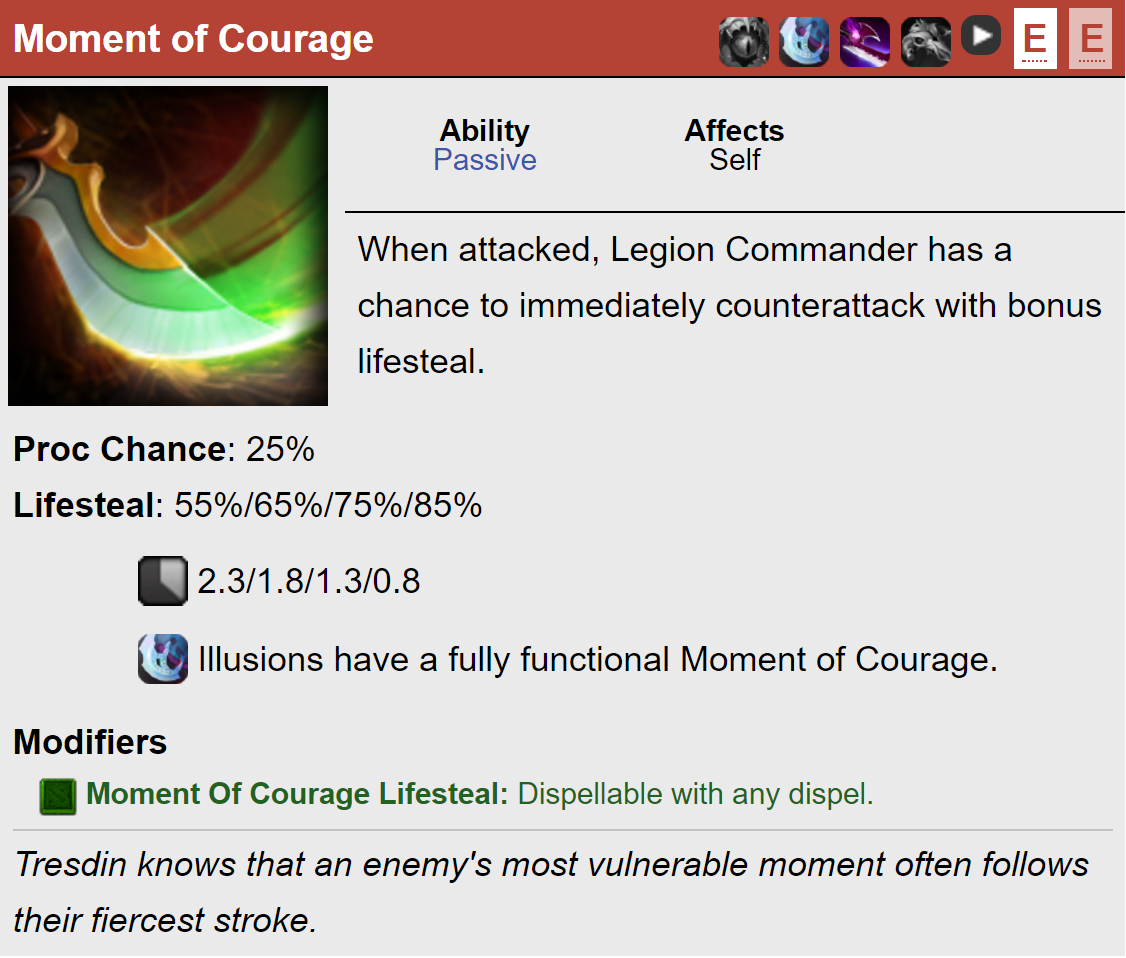 Moment of Courage E E
Ability Affects
Passive Self
When attacked, Legion Commander has a
chance to immediately counterattack with bonus
lifesteal.
Proc Chance: 25%
Lifesteal: 55%/65%/75%/85%
2.3/1.8/1.3/0.8
Illusions have a fully functional Moment of Courage.
Modifiers
Moment Of Courage Lifesteal: Dispellable with any dispel.
Tresdin knows that an enemy's most vulnerable moment often follows
their fiercest stroke.